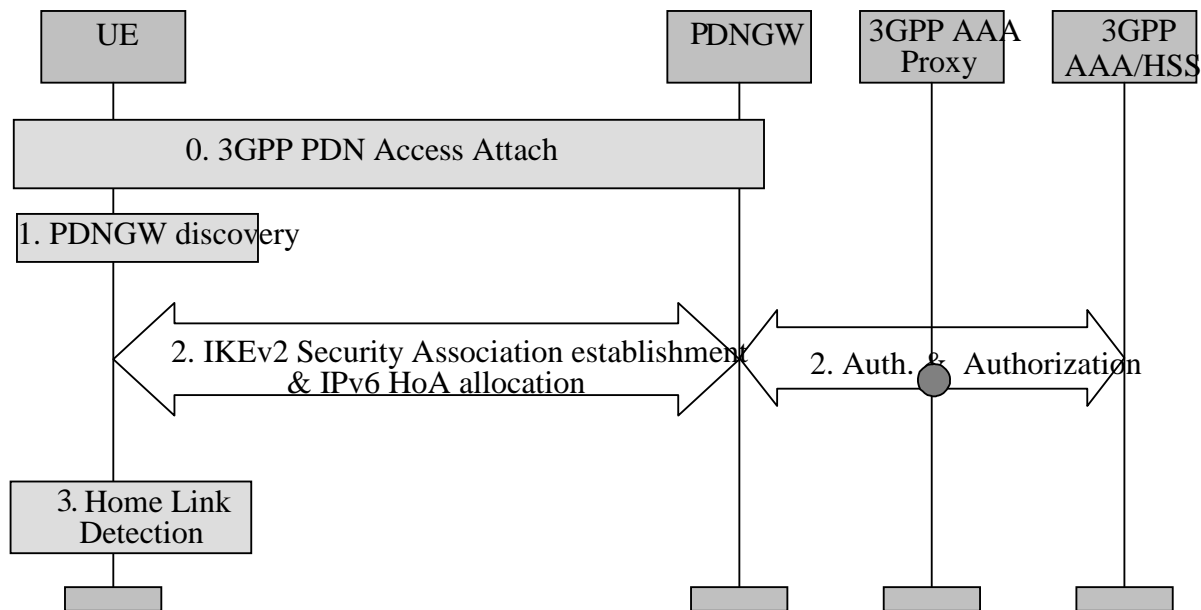 UE
PDNGW
3GPP AAA
Proxy
3GPP
AAA/HSS
0. 3GPP PDN Access Attach
1. PDNGW discovery
2. IKEv2 Security Association establishment
& IPv6 HoA allocation
2. Auth. & Authorization
3. Home Link
Detection